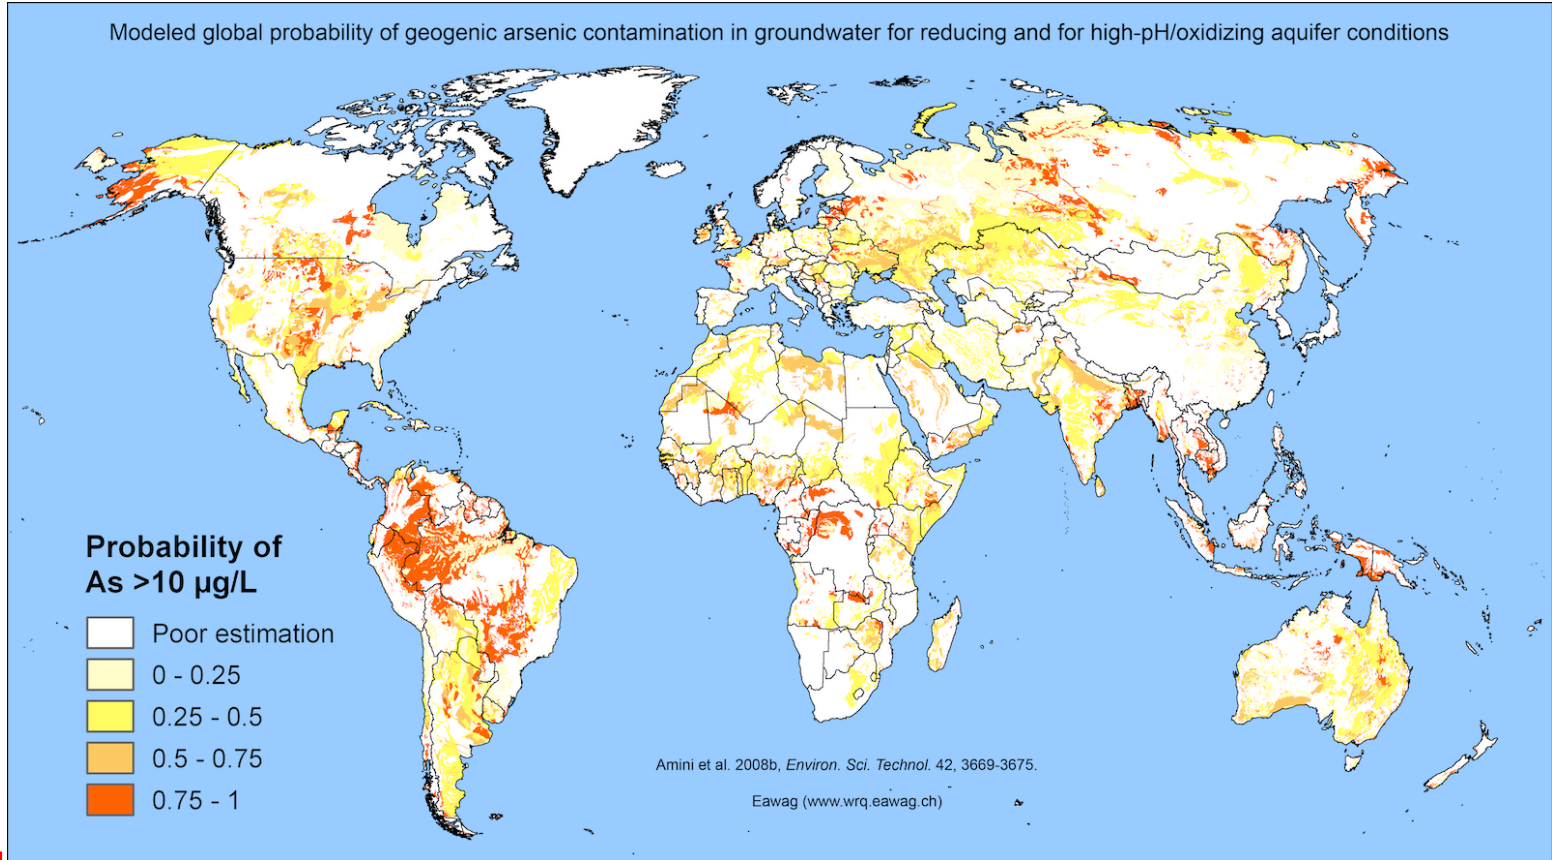 Modeled global probability of geogenic arsenic contamination in groundwater for reducing and for high-pH/oxidizing aquifer conditions
Probability of
As >10 µg/L
Poor estimation
0 - 0.25
0.25 - 0.5
0.5 - 0.75
0.75 - 1
Amini et al. 2008b, Environ. Sci. Technol. 42, 3669-3675.
Eawag (www.wrq.eawag.ch)